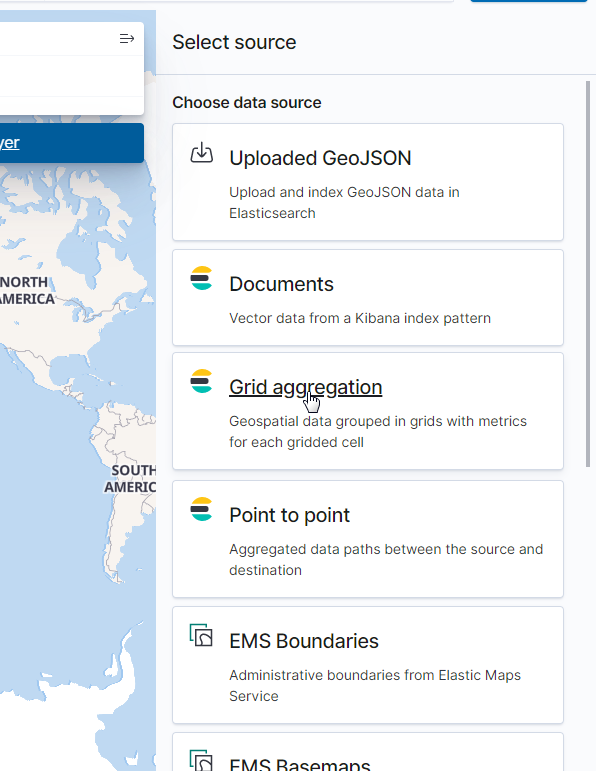 Select source
Choose data source
yer
Uploaded GeoJSON
Upload and index GeoJSON data in
Elasticsearch
Documents
Vector data from a Kibana index pattern
NORTH
AMERICA
Grid aggregation
Geospatial data grouped in grids with metrics
for each gridded cell
SOUTH
AMERIC
Point to point
Aggregated data paths between the source and
destination
EMS Boundaries
Administrative boundaries from Elastic Maps
Service
EMS Basemaps